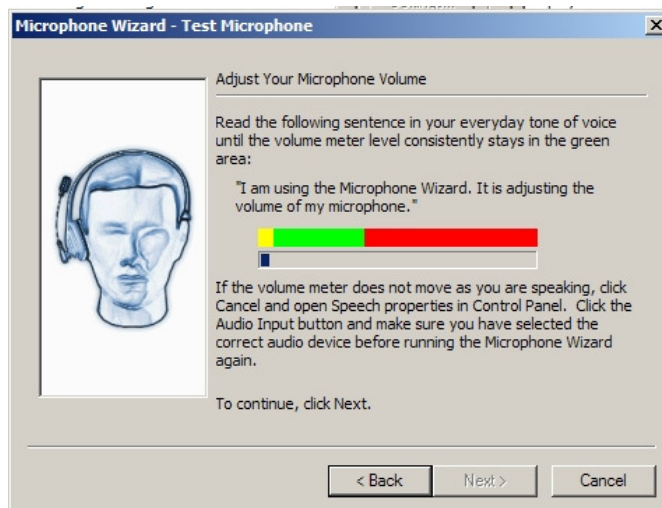 Microphone Wizard - Test Microphone
Adjust Your Microphone Volume
Read the following sentence in your everyday tone of voice
until the volume meter level consistently stays in the green
area:
"I am using the Microphone Wizard. It is adjusting the
volume of my microphone."
If the volume meter does not move as you are speaking, click
Cancel and open Speech properties in Control Panel. Click the
Audio Input button and make sure you have selected the
correct audio device before running the Microphone Wizard
again.
To continue, click Next.
< Back Next > Cancel